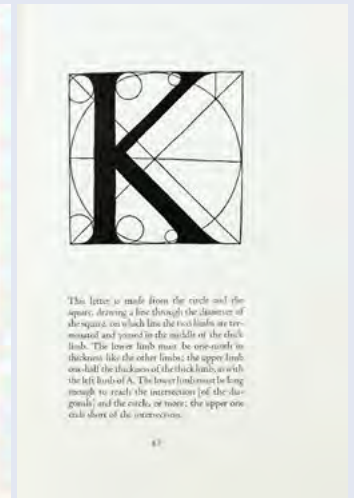 K
This letter is made from the circle and the
square, drawing a line through the diameter of
the square, on which line the two limbs are ter-
minated and joined in the middle of the thick
limb. The lower limb must be one-ninth in
thickness like the other limbs; the upper limb
one-half the thickness of the thick limb, as with
the left limb of A. The lower limb must be long
enough to reach the intersection [of the dia-
gonals] and the circle, or more; the upper one
ends short of the intersection.